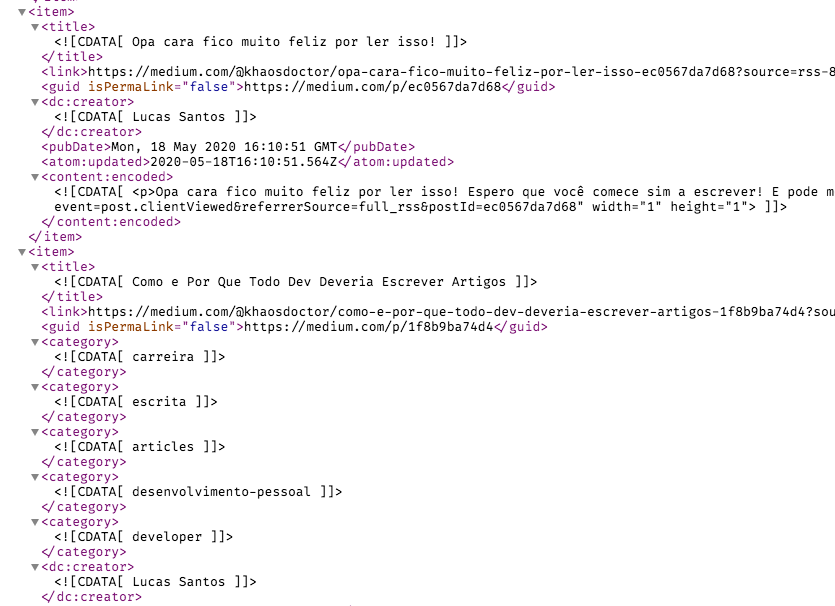 <item>
<title>
<![CDATA[ Opa cara fico muito feliz por ler isso! ]]>
</title>
<link>https://medium.com/@khaosdoctor/opa-cara-fico-muito-feliz-por-ler-isso-ec0567da7d68?source=rss-8
<guid isPermaLink="false">https://medium.com/p/ec0567da7d68</guid>
<dc:creator>
<![CDATA[ Lucas Santos ]]>
</dc:creator>
<pubDate>Mon, 18 May 2020 16:10:51 GMT</pubDate>
<atom:updated>2020-05-18T16:10:51.564Z</atom:updated>
<content:encoded>
<![CDATA[ <p>Opa cara fico muito feliz por ler isso! Espero que você comece sim a escrever! E pode m
event=post.clientViewed&referrerSource=full_rss&postId=ec0567da7d68" width="1" height="1"> ]]>
</content:encoded>
</item>
<item>
<title>
<![CDATA[ Como e Por Que Todo Dev Deveria Escrever Artigos ]]>
</title>
<link>https://medium.com/@khaosdoctor/como-e-por-que-todo-dev-deveria-escrever-artigos-1f8b9ba74d4?sou
<guid isPermaLink="false">https://medium.com/p/1f8b9ba74d4</guid>
<category>
<![CDATA[ carreira ]]>
</category>
<category>
<![CDATA[ escrita ]]>
</category>
<category>
<![CDATA[ articles ]]>
</category>
<category>
<![CDATA[ desenvolvimento-pessoal ]]>
</category>
<category>
<![CDATA[ developer ]]>
</category>
<dc:creator>
<![CDATA[ Lucas Santos ]]>
</dc:creator>